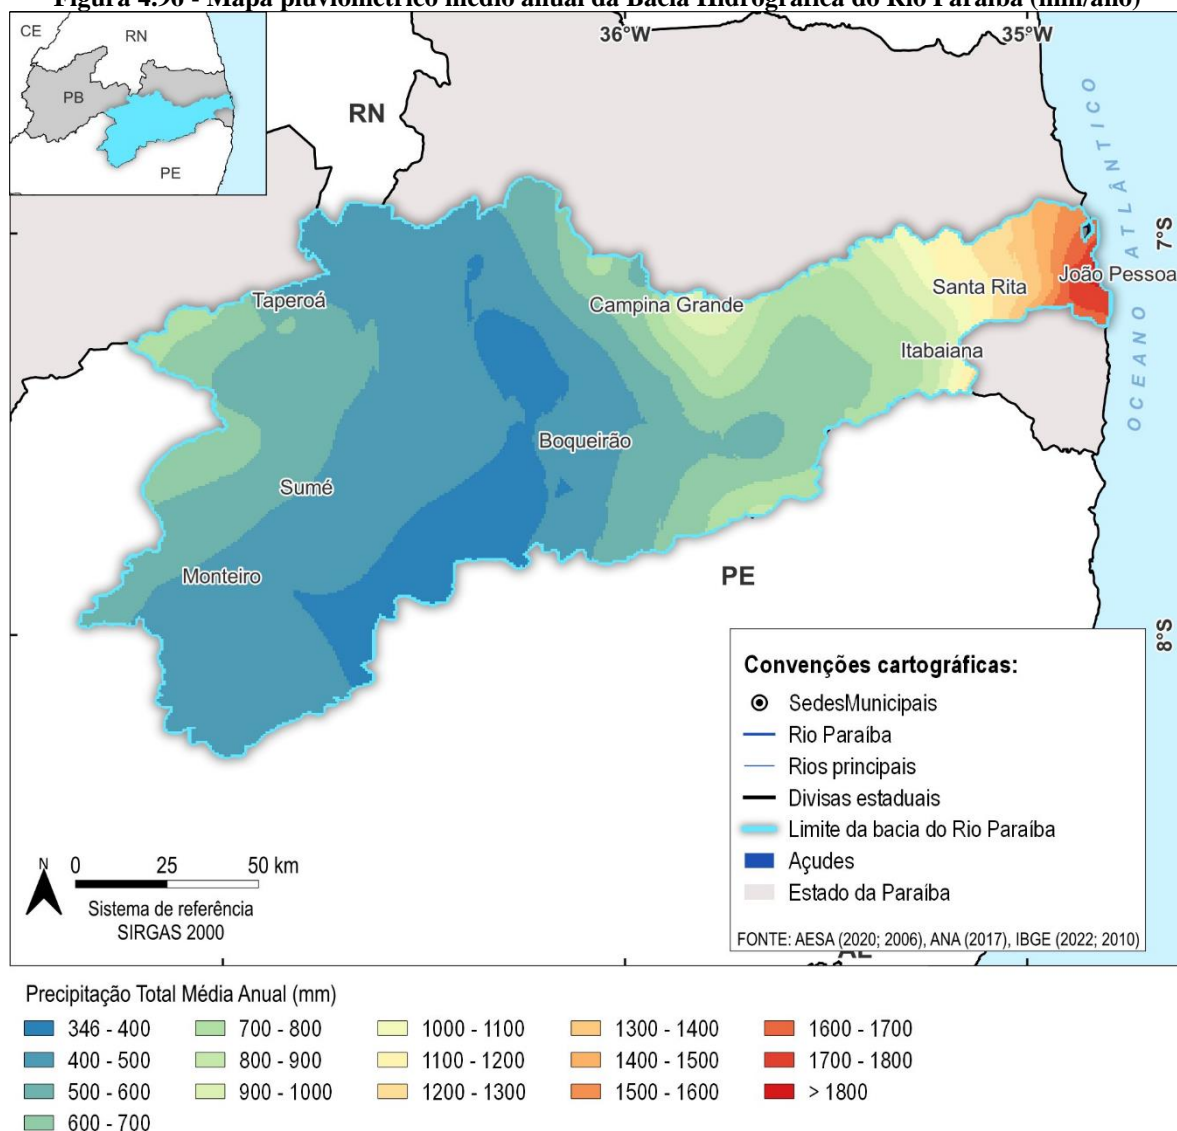 Figura 4.96 - Mapa pluviométrico médio anual da Bacia Hidrográfica do Rio Paraíba (mm/ano)
CE
RN
PB
PE
36°W
35°W
RN
OCEANO ATLÂNTICO
7°S
João Pessoa
Santa Rita
Taperoá
Campina Grande
Itabaiana
Boqueirão
Sumé
Monteiro
PE
8°S
Convenções cartográficas:
SedesMunicipais
Rio Paraíba
Rios principais
Divisas estaduais
Limite da bacia do Rio Paraíba
Açudes
Estado da Paraíba
FONTE: AESA (2020; 2006), ANA (2017), IBGE (2022; 2010)
AL
N
0 25 50 km
Sistema de referência
SIRGAS 2000
Precipitação Total Média Anual (mm)
346 - 400
400 - 500
500 - 600
600 - 700
700 - 800
800 - 900
900 - 1000
1000 - 1100
1100 - 1200
1200 - 1300
1300 - 1400
1400 - 1500
1500 - 1600
1600 - 1700
1700 - 1800
> 1800